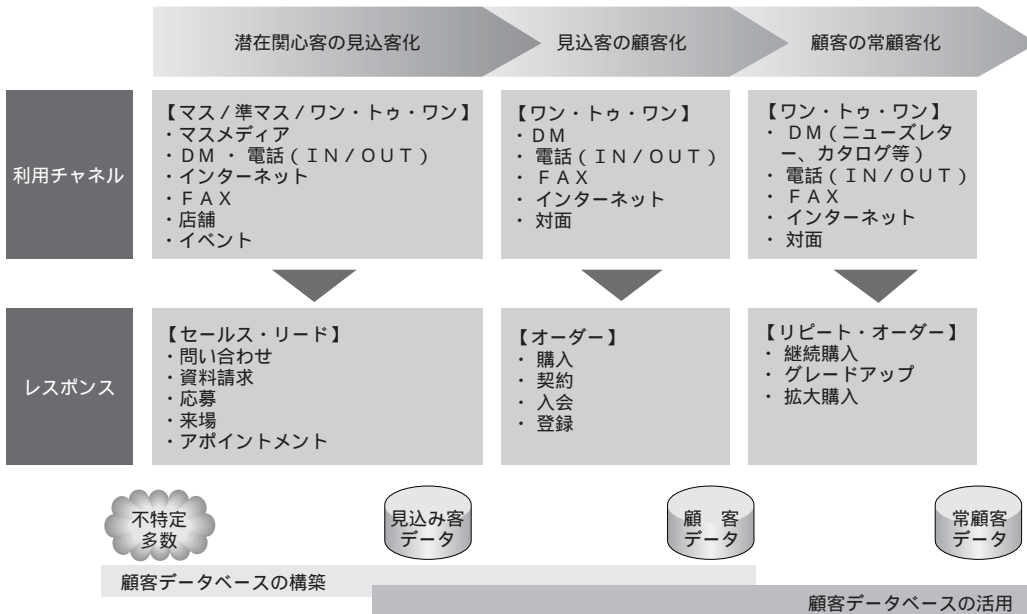 潜在関心客の見込客化
見込客の顧客化
顧客の常顧客化
利用チャネル
【マス/準マス/ワン・トゥ・ワン】
・マスメディア
・DM・電話(IN/OUT)
・インターネット
・FAX
・店舗
・イベント
【ワン・トゥ・ワン】
・DM
・電話(IN/OUT)
・FAX
・インターネット
・対面
【ワン・トゥ・ワン】
・DM(ニューズレタ
ー、カタログ等)
・電話(IN/OUT)
・FAX
・インターネット
・対面
レスポンス
【セールス・リード】
・問い合わせ
・資料請求
・応募
・来場
・アポイントメント
【オーダー】
・購入
・契約
・入会
・登録
【リピート・オーダー】
・継続購入
・グレードアップ
・拡大購入
不特定
多数
見込み客
データ
顧 客
データ
常顧客
データ
顧客データベースの構築
顧客データベースの活用